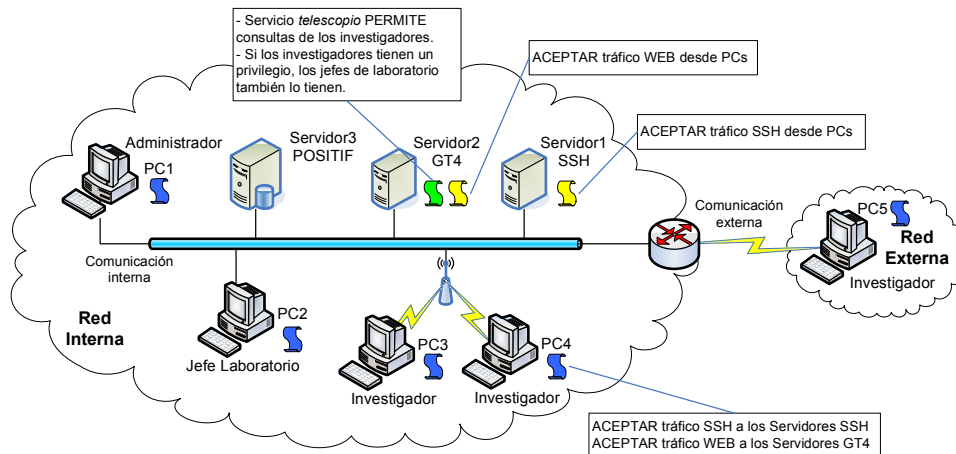 - Servicio telescopio PERMITE
consultas de los investigadores.
- Si los investigadores tienen un
privilegio, los jefes de laboratorio
también lo tienen.
ACEPTAR tráfico WEB desde PCs
ACEPTAR tráfico SSH desde PCs
Administrador
PC1
Servidor3
POSITIF
Servidor2
GT4
Servidor1
SSH
Comunicación
interna
Comunicación
externa
PC5
Red
Externa
Investigador
Red
Interna
PC2
Jefe Laboratorio
PC3
Investigador
PC4
Investigador
ACEPTAR tráfico SSH a los Servidores SSH
ACEPTAR tráfico WEB a los Servidores GT4